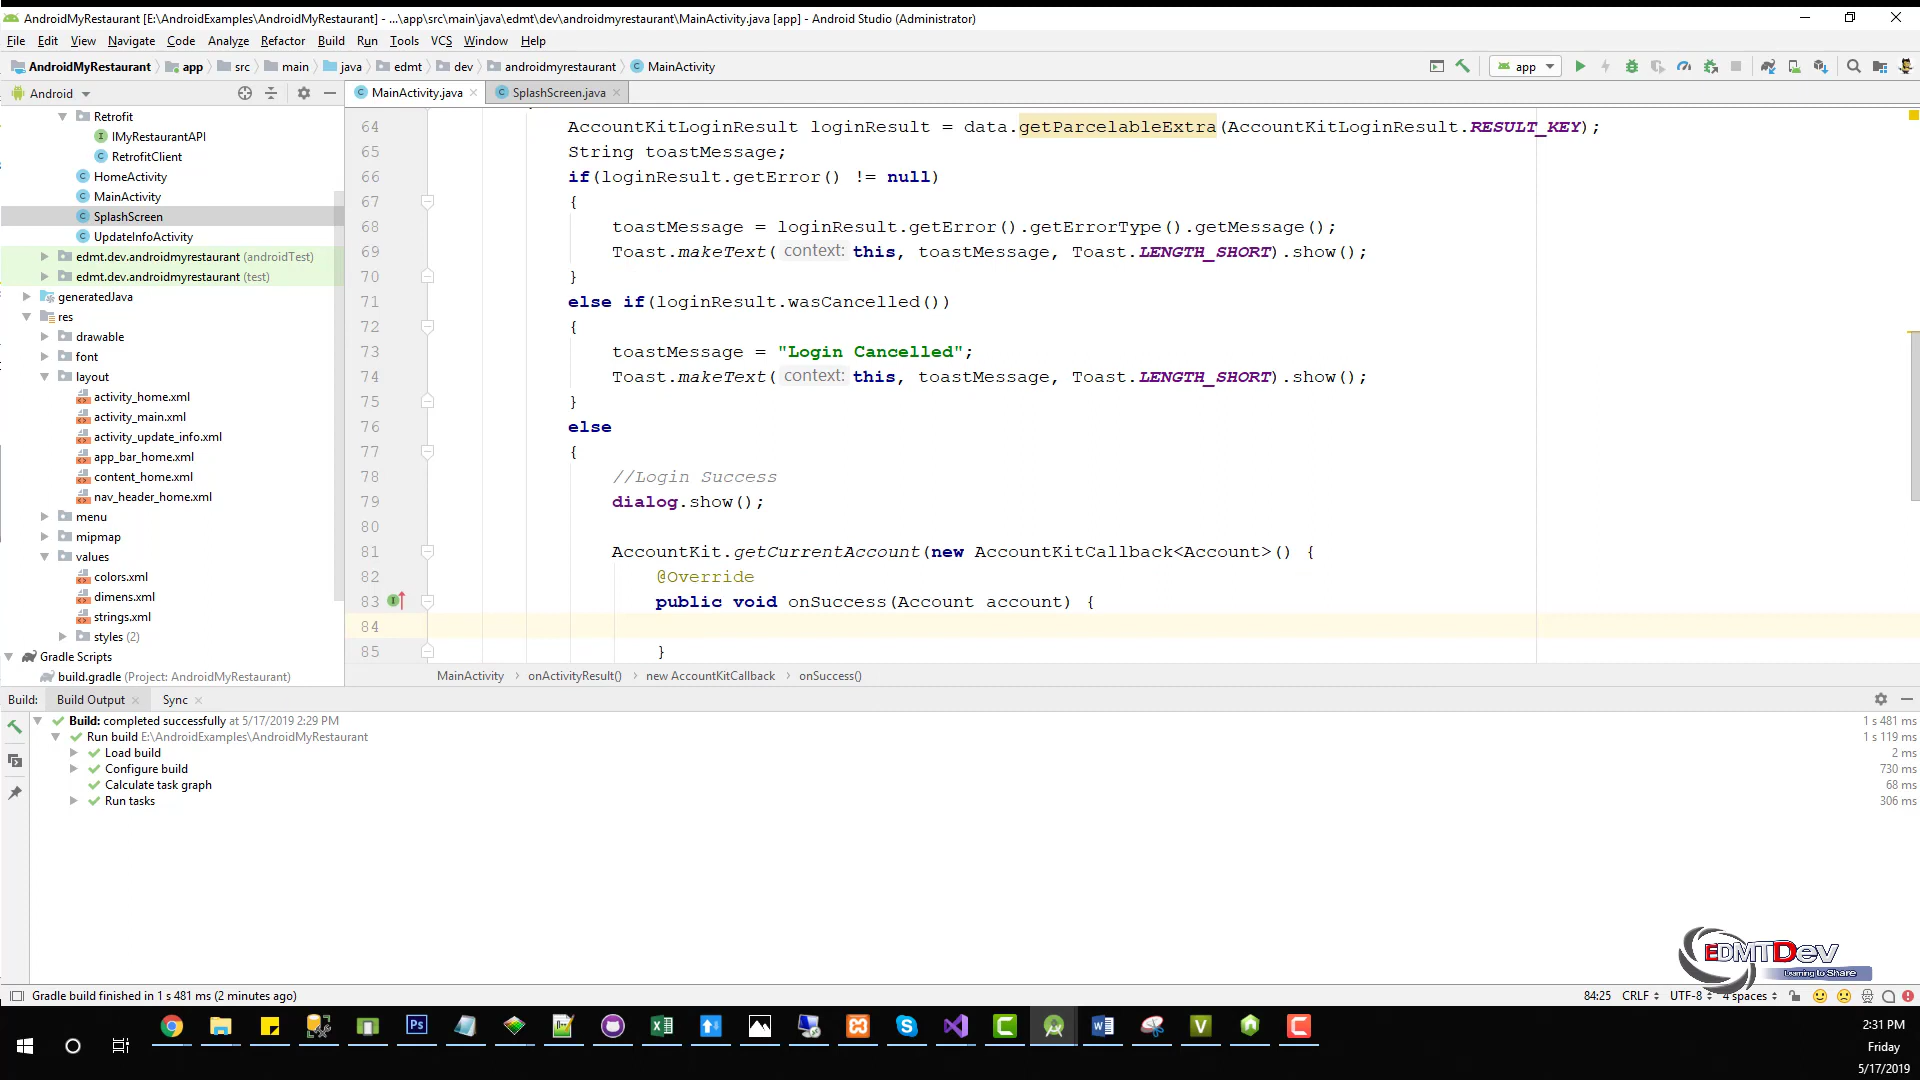 AndroidMyRestaurant [E:\AndroidExamples\AndroidMyRestaurant] - ...\app\src\main\java\edmt\dev\androidmyrestaurant\MainActivity.java [app] - Android Studio (Administrator)
File Edit View Navigate Code Analyze Refactor Build Run Tools VCS Window Help
AndroidMyRestaurant app src main java edmt dev androidmyrestaurant MainActivity app
Android MainActivity.java SplashScreen.java
Retrofit
IMyRestaurantAPI
RetrofitClient
HomeActivity
MainActivity
SplashScreen
UpdateInfoActivity
edmt.dev.androidmyrestaurant (androidTest)
edmt.dev.androidmyrestaurant (test)
generatedJava
res
drawable
font
layout
activity_home.xml
activity_main.xml
activity_update_info.xml
app_bar_home.xml
content_home.xml
nav_header_home.xml
menu
mipmap
values
colors.xml
dimens.xml
strings.xml
styles (2)
Gradle Scripts
build.gradle (Project: AndroidMyRestaurant)
64 AccountKitLoginResult loginResult = data.getParcelableExtra(AccountKitLoginResult.RESULT_KEY);
65 String toastMessage;
66 if(loginResult.getError() != null)
67 {
68 toastMessage = loginResult.getError().getErrorType().getMessage();
69 Toast.makeText( context: this, toastMessage, Toast.LENGTH_SHORT).show();
70 }
71 else if(loginResult.wasCancelled())
72 {
73 toastMessage = "Login Cancelled";
74 Toast.makeText( context: this, toastMessage, Toast.LENGTH_SHORT).show();
75 }
76 else
77 {
78 //Login Success
79 dialog.show();
80
81 AccountKit.getCurrentAccount(new AccountKitCallback<Account>() {
82 @Override
83 public void onSuccess(Account account) {
84
85 }
MainActivity onActivityResult() new AccountKitCallback onSuccess()
Build: Build Output Sync
Build: completed successfully at 5/17/2019 2:29 PM 1 s 481 ms
Run build E:\AndroidExamples\AndroidMyRestaurant 1 s 119 ms
Load build 2 ms
Configure build 730 ms
Calculate task graph 68 ms
Run tasks 306 ms
EDMTDev
Learning to Share
Gradle build finished in 1 s 481 ms (2 minutes ago) 84:25 CRLF UTF-8 4 spaces
2:31 PM
Friday
5/17/2019